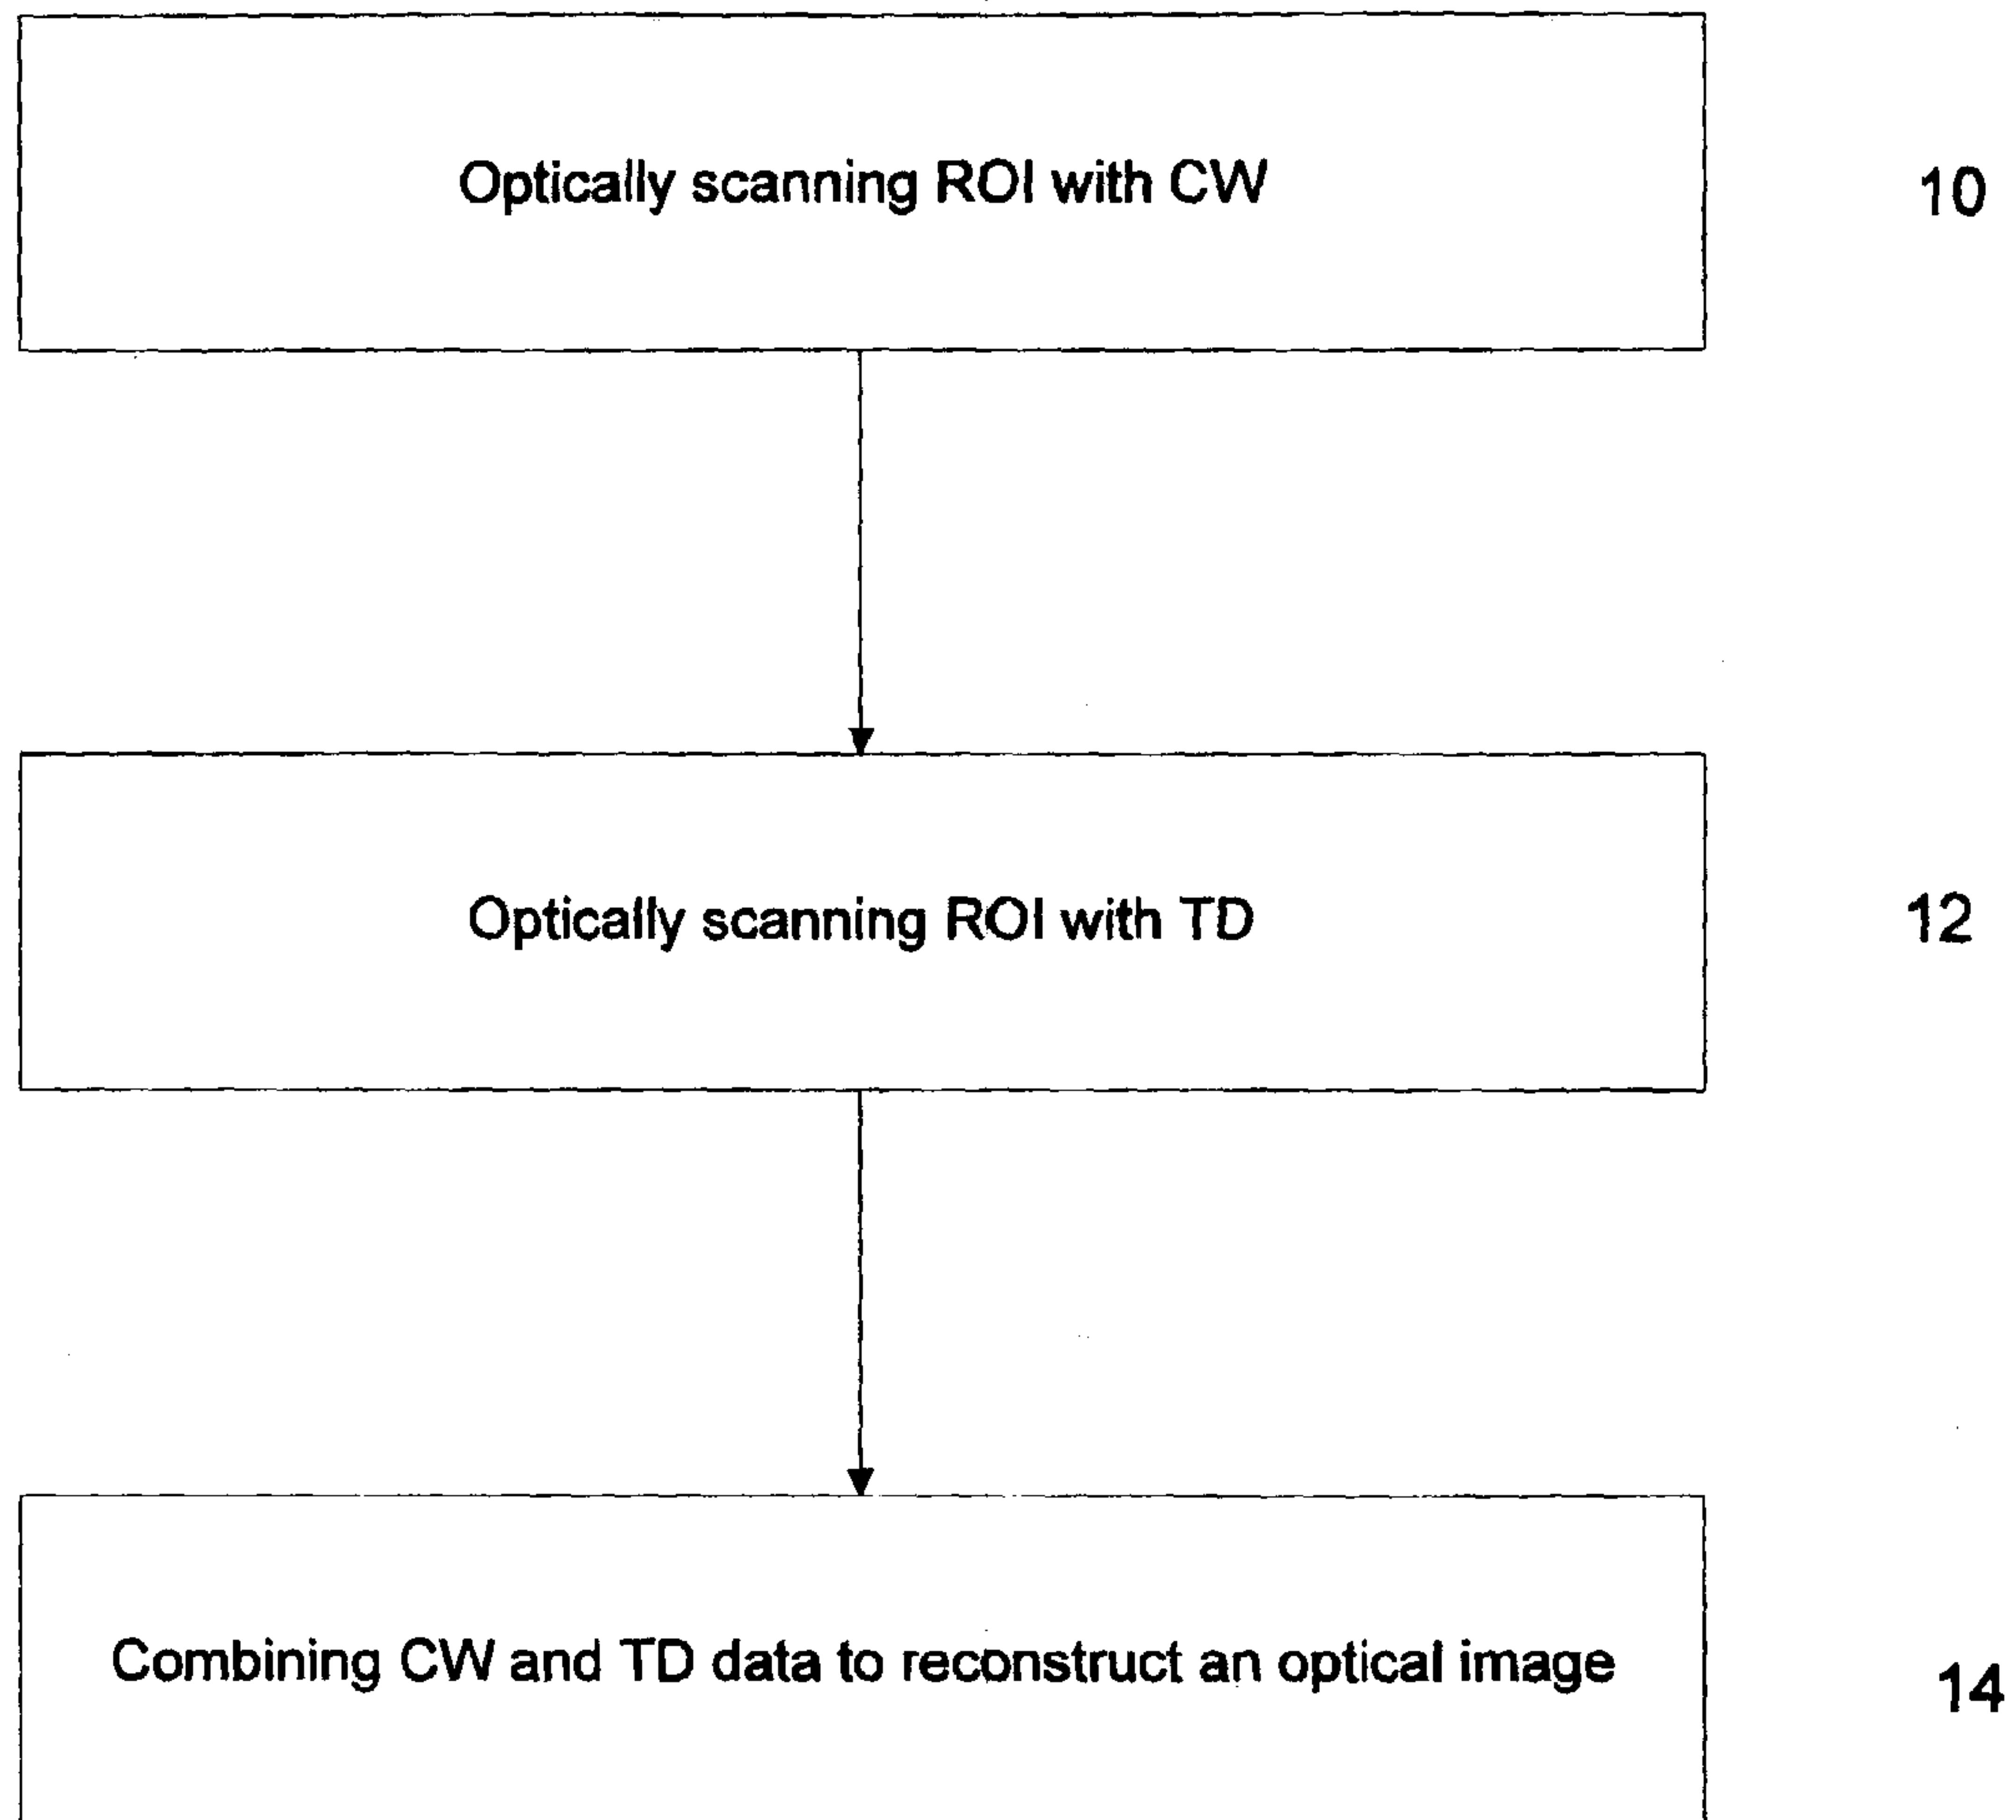 Optically scanning ROI with CW
10
Optically scanning ROI with TD
12
Combining CW and TD data to reconstruct an optical image
14